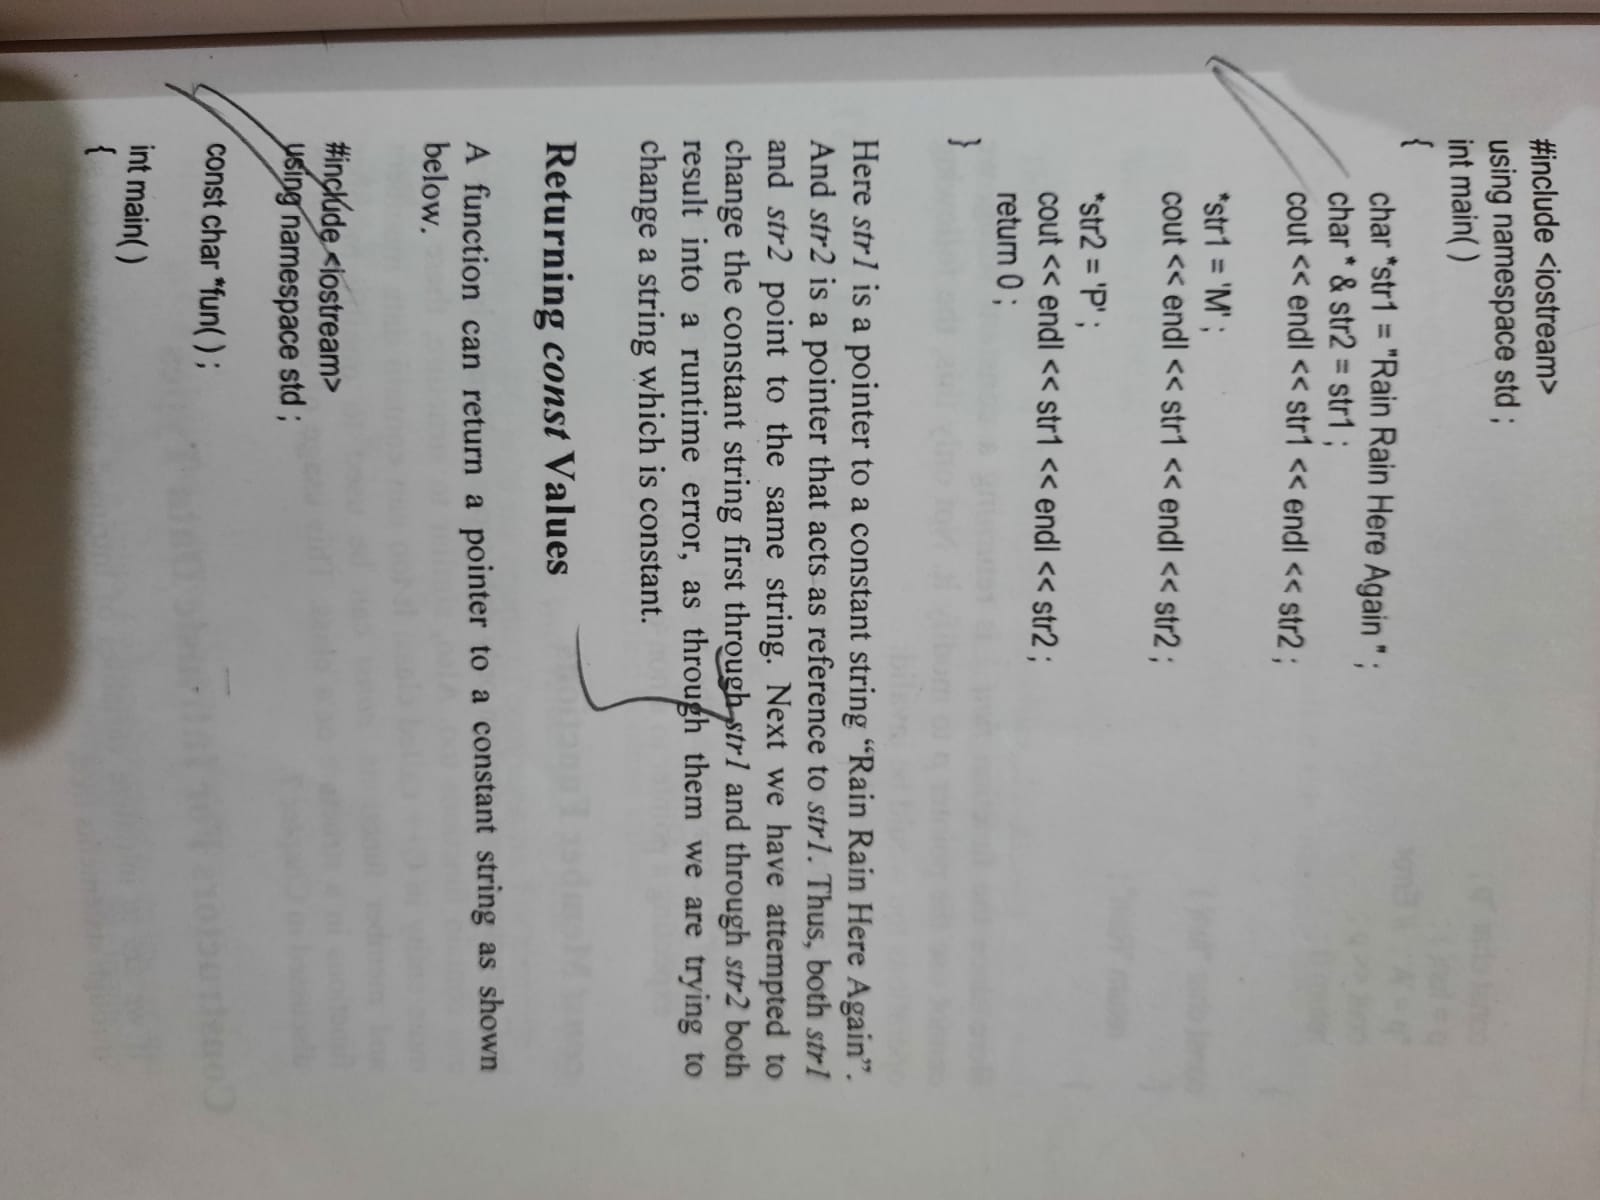 #include <iostream>
using namespace std ;
int main( )
{
char *str1 = "Rain Rain Here Again " ;
char * & str2 = str1 ;
cout << endl << str1 << endl << str2 ;
*str1 = 'M' ;
cout << endl << str1 << endl << str2 ;
*str2 = 'P' ;
cout << endl << str1 << endl << str2 ;
return 0 ;
}
Here str1 is a pointer to a constant string “Rain Rain Here Again”.
And str2 is a pointer that acts as reference to str1. Thus, both str1
and str2 point to the same string. Next we have attempted to
change the constant string first through str1 and through str2 both
result into a runtime error, as through them we are trying to
change a string which is constant.
Returning const Values
A function can return a pointer to a constant string as shown
below.
#include <iostream>
using namespace std ;
const char *fun( ) ;
int main( )
{